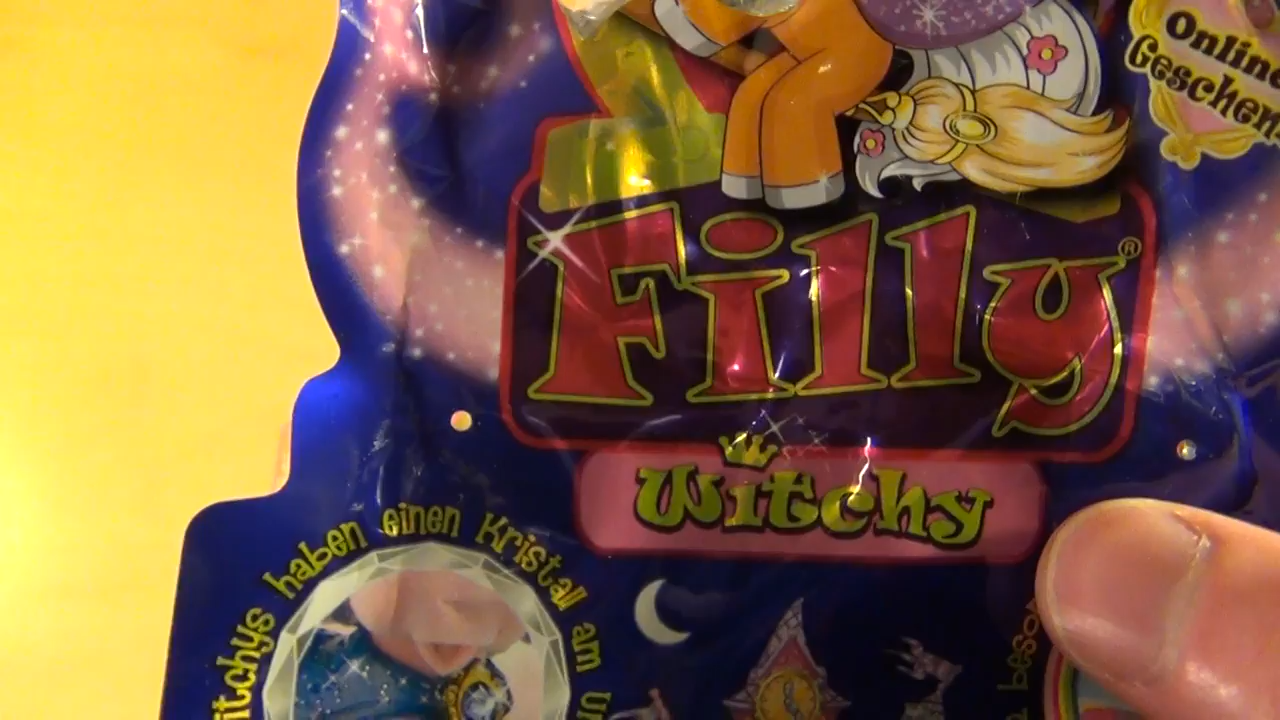 Online
Geschen
Filly®
Witchy
itchys haben einen Kristall am